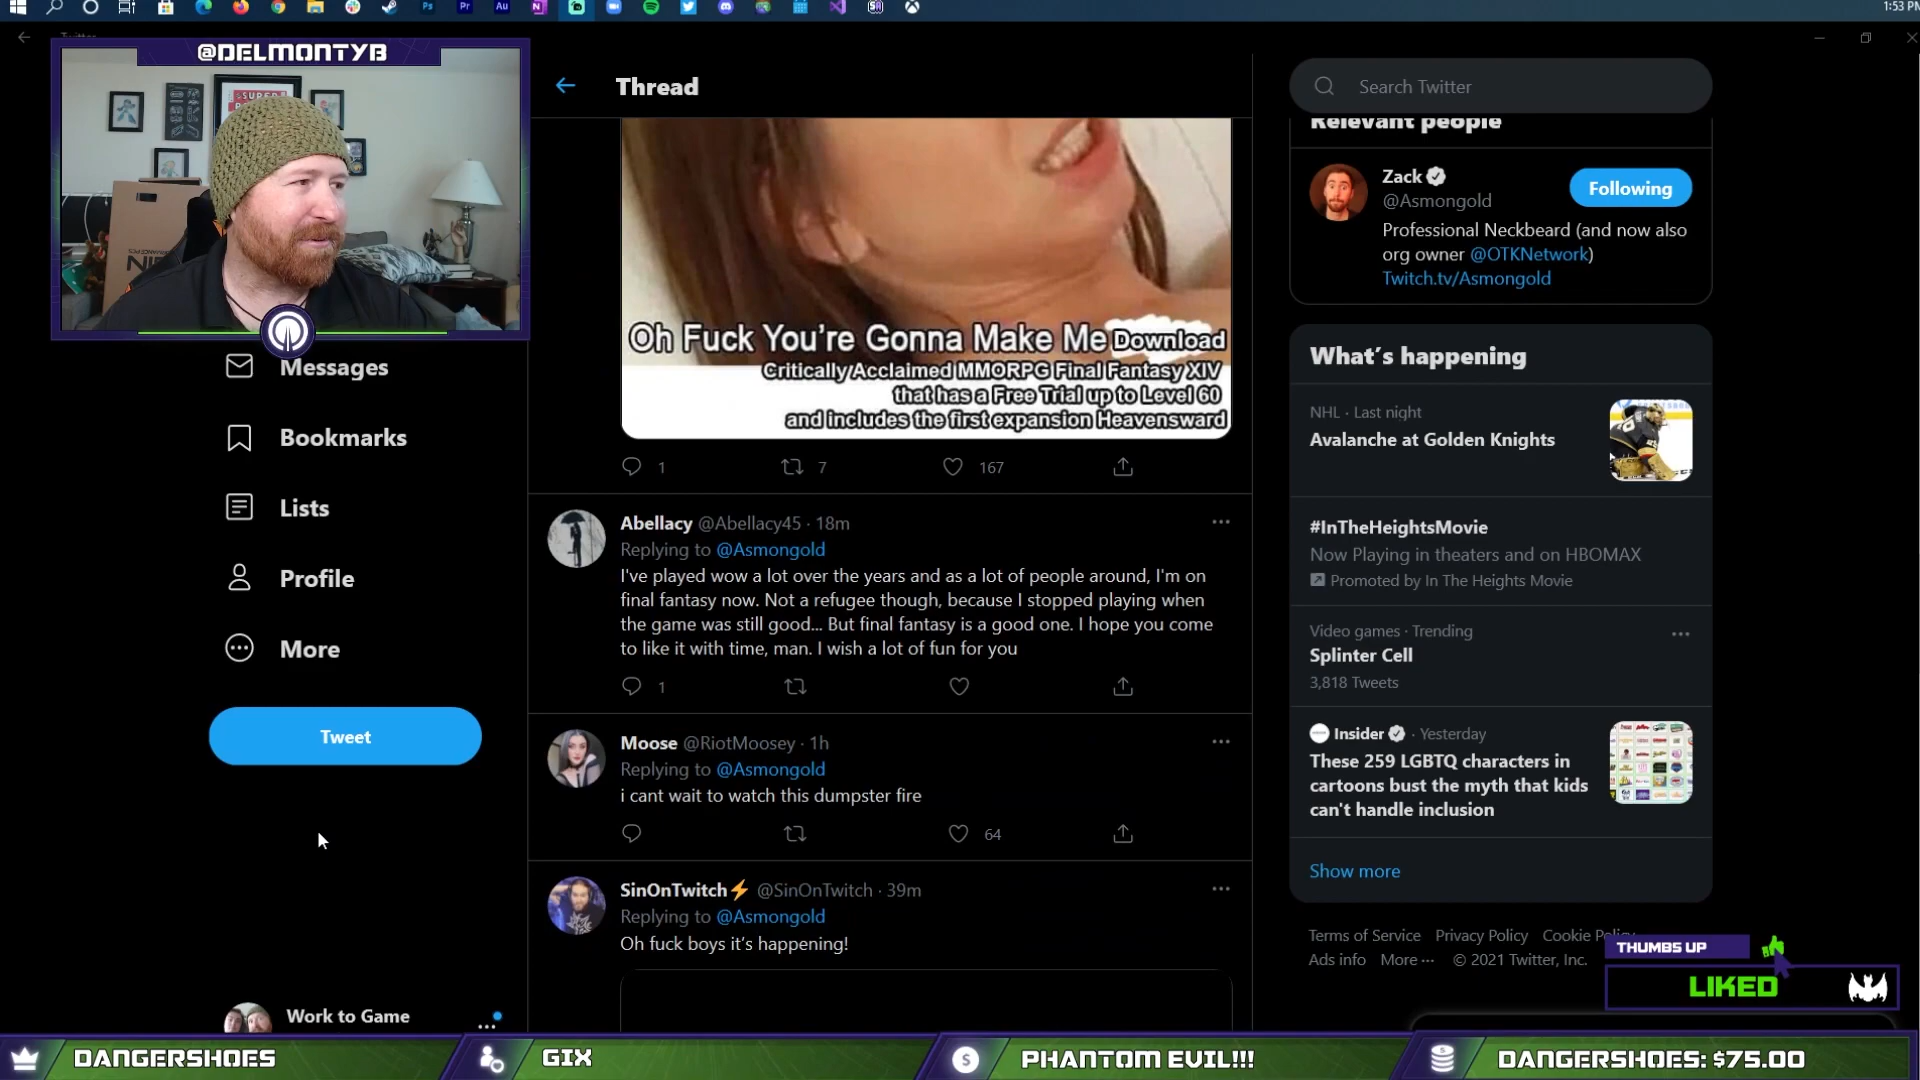 1:53 PM
@DELMONTYB
Thread
Search Twitter
Relevant people
Zack
@Asmongold
Following
Professional Neckbeard (and now also
org owner @OTKNetwork)
Twitch.tv/Asmongold
Oh Fuck You're Gonna Make Me Download
Critically Acclaimed MMORPG Final Fantasy XIV
that has a Free Trial up to Level 60
and includes the first expansion Heavensward
1 7 167
Messages
Bookmarks
Lists
Profile
More
Tweet
Work to Game
Abellacy @Abellacy45 · 18m
Replying to @Asmongold
I've played wow a lot over the years and as a lot of people around, I'm on
final fantasy now. Not a refugee though, because I stopped playing when
the game was still good... But final fantasy is a good one. I hope you come
to like it with time, man. I wish a lot of fun for you
1
Moose @RiotMoosey · 1h
Replying to @Asmongold
i cant wait to watch this dumpster fire
64
SinOnTwitch⚡ @SinOnTwitch · 39m
Replying to @Asmongold
Oh fuck boys it's happening!
What's happening
NHL · Last night
Avalanche at Golden Knights
#InTheHeightsMovie
Now Playing in theaters and on HBOMAX
Promoted by In The Heights Movie
Video games · Trending
Splinter Cell
3,818 Tweets
Insider · Yesterday
These 259 LGBTQ characters in
cartoons bust the myth that kids
can't handle inclusion
Show more
Terms of Service Privacy Policy Cookie Policy
Ads info More ··· © 2021 Twitter, Inc.
THUMBS UP
LIKED
DANGERSHOES
GIX
PHANTOM EVIL!!!
DANGERSHOES: $75.00